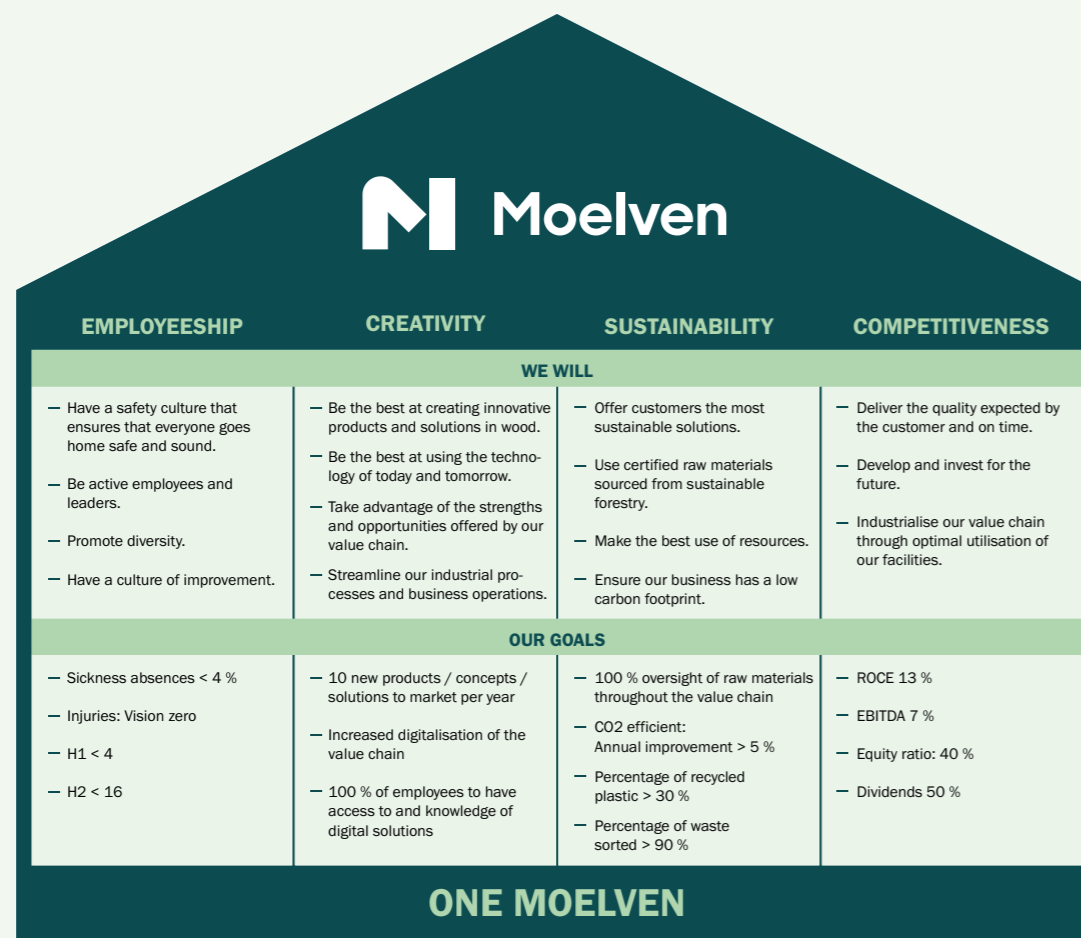 Moelven
EMPLOYEESHIP
CREATIVITY
SUSTAINABILITY
COMPETITIVENESS
WE WILL
— Have a safety culture that
ensures that everyone goes
home safe and sound.
— Be active employees and
leaders.
— Promote diversity.
— Have a culture of improvement.
— Be the best at creating innovative
products and solutions in wood.
— Be the best at using the techno-
logy of today and tomorrow.
— Take advantage of the strengths
and opportunities offered by our
value chain.
— Streamline our industrial pro-
cesses and business operations.
— Offer customers the most
sustainable solutions.
— Use certified raw materials
sourced from sustainable
forestry.
— Make the best use of resources.
— Ensure our business has a low
carbon footprint.
— Deliver the quality expected by
the customer and on time.
— Develop and invest for the
future.
— Industrialise our value chain
through optimal utilisation of
our facilities.
OUR GOALS
— Sickness absences < 4 %
— Injuries: Vision zero
— H1 < 4
— H2 < 16
— 10 new products / concepts /
solutions to market per year
— Increased digitalisation of the
value chain
— 100 % of employees to have
access to and knowledge of
digital solutions
— 100 % oversight of raw materials
throughout the value chain
— CO2 efficient:
Annual improvement > 5 %
— Percentage of recycled
plastic > 30 %
— Percentage of waste
sorted > 90 %
— ROCE 13 %
— EBITDA 7 %
— Equity ratio: 40 %
— Dividends 50 %
ONE MOELVEN